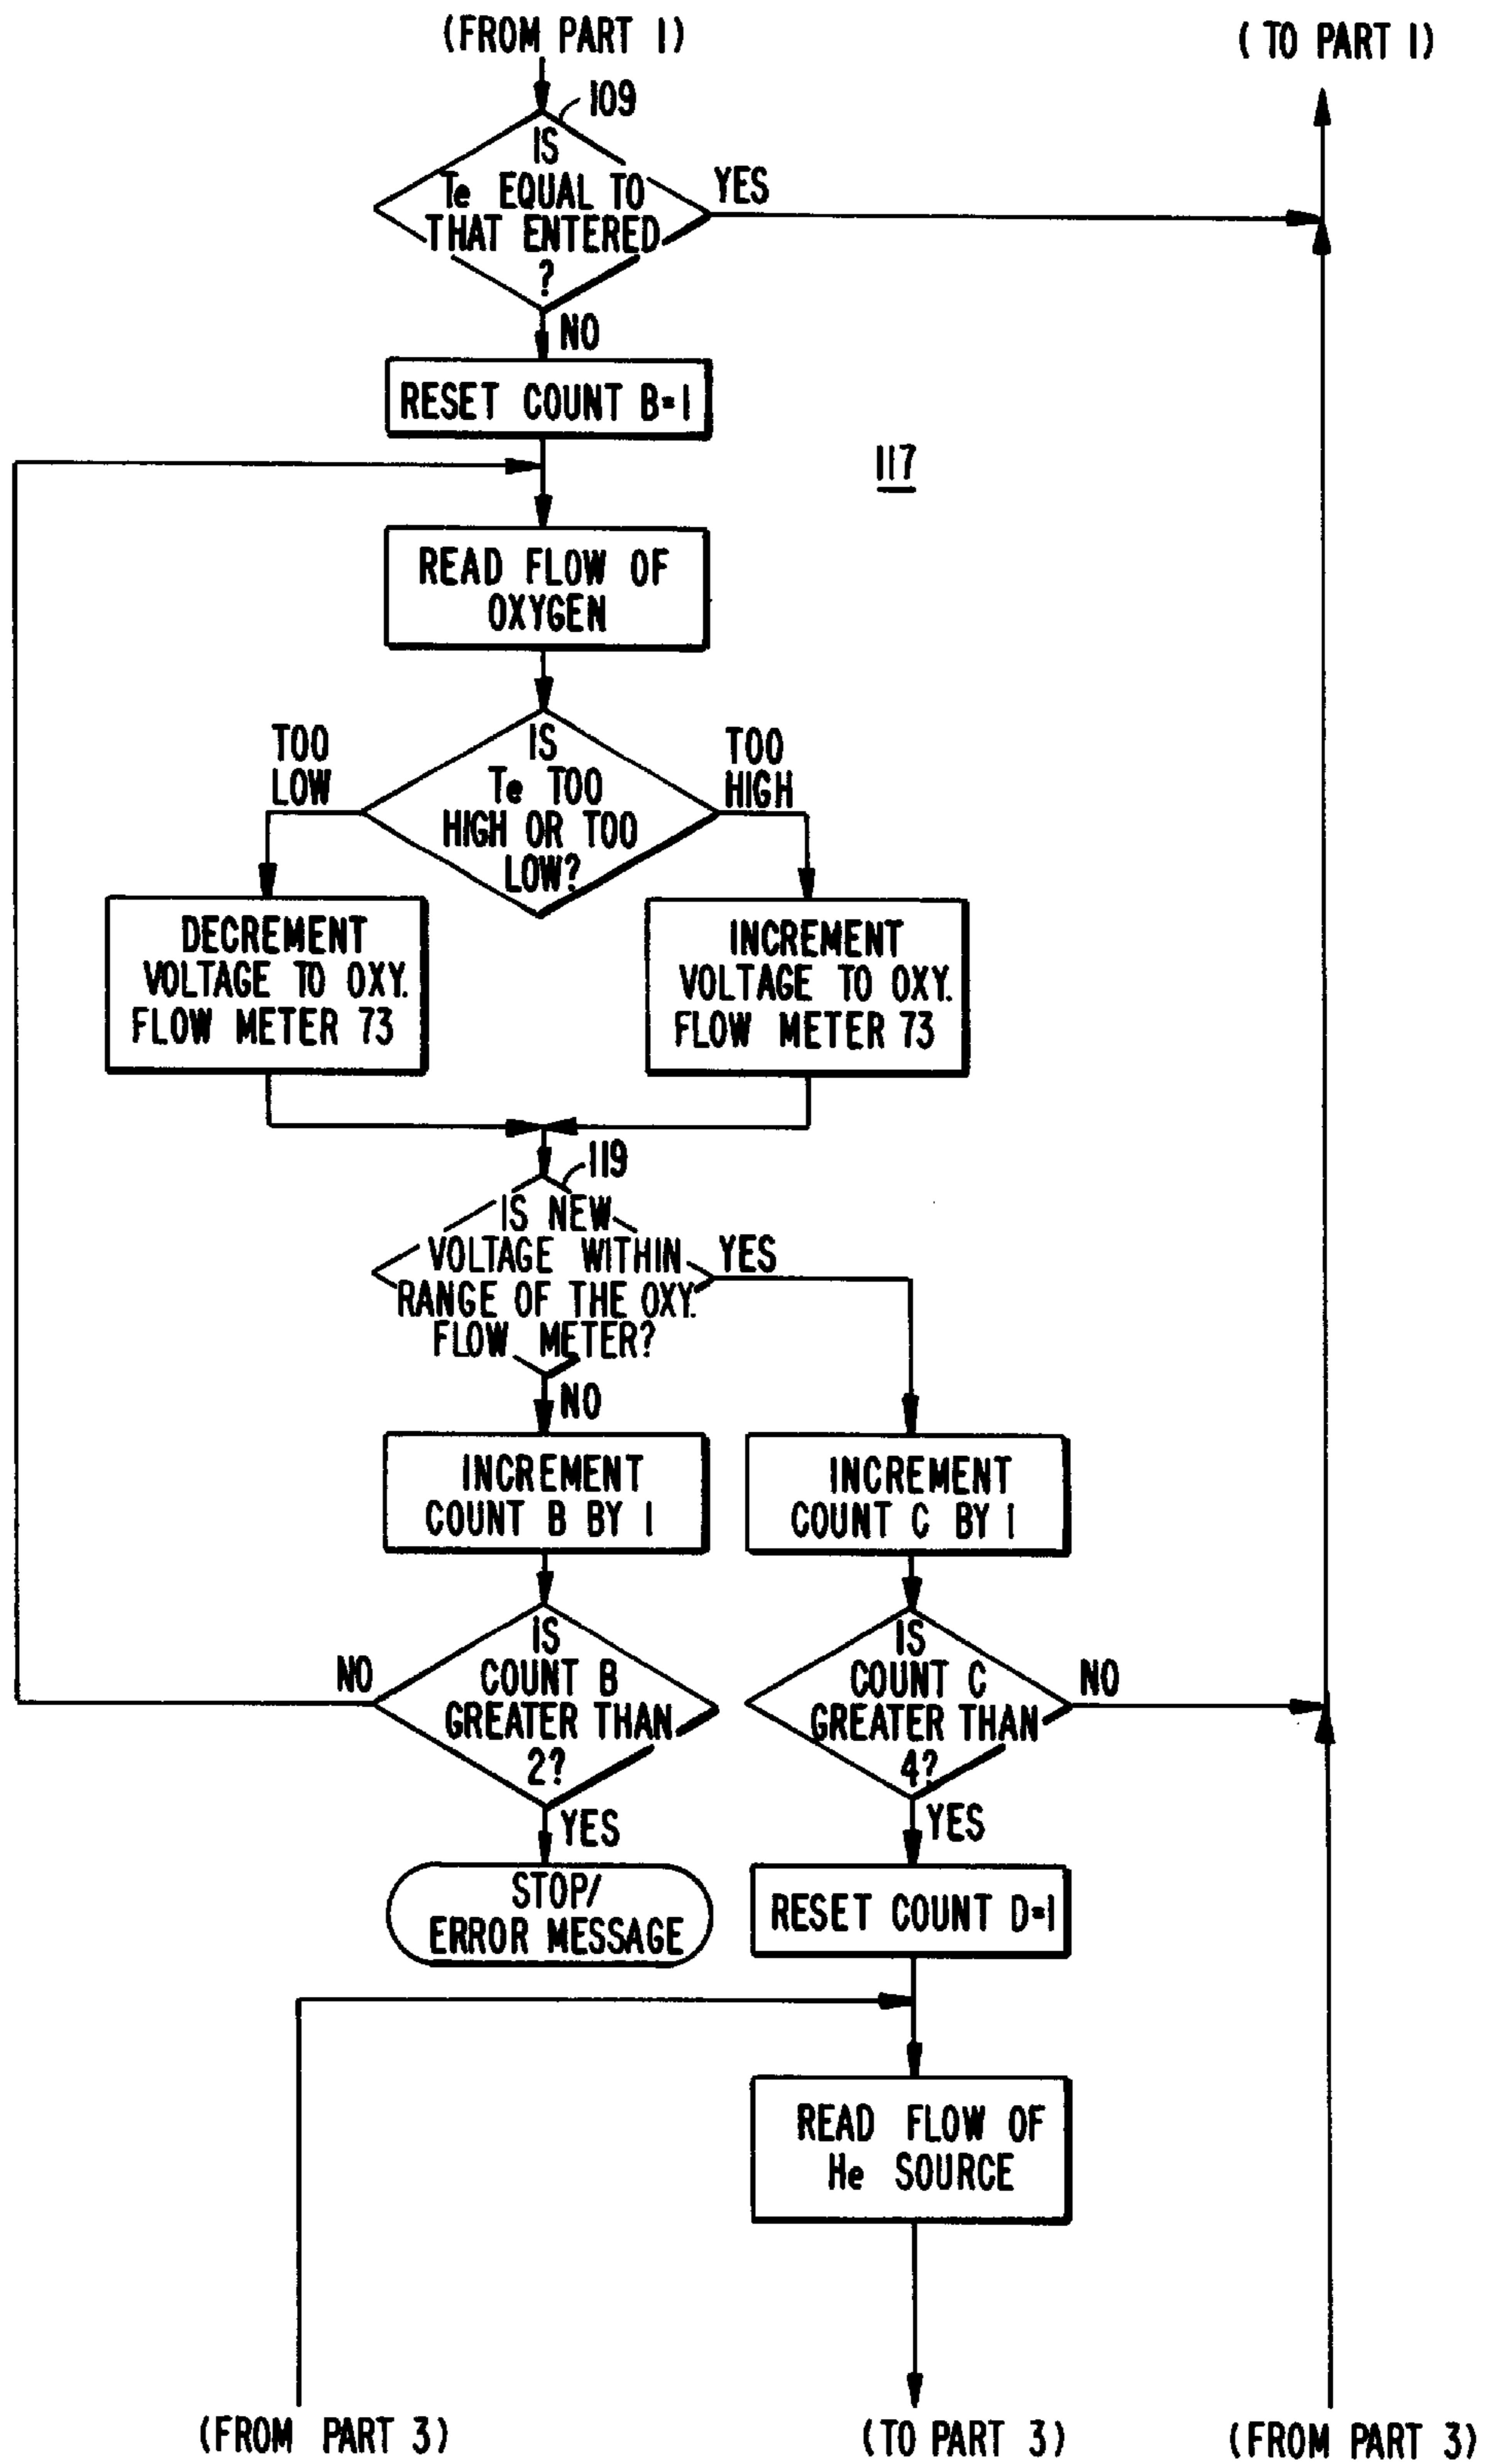 (FROM PART 1)
(TO PART 1)
109
IS
Te EQUAL TO
THAT ENTERED
?
YES
NO
RESET COUNT B=1
117
READ FLOW OF
OXYGEN
IS
Te TOO
HIGH OR TOO
LOW?
TOO
LOW
TOO
HIGH
DECREMENT
VOLTAGE TO OXY.
FLOW METER 73
INCREMENT
VOLTAGE TO OXY.
FLOW METER 73
119
IS NEW
VOLTAGE WITHIN
RANGE OF THE OXY.
FLOW METER?
YES
NO
INCREMENT
COUNT B BY 1
INCREMENT
COUNT C BY 1
IS
COUNT B
GREATER THAN
2?
NO
YES
IS
COUNT C
GREATER THAN
4?
NO
YES
STOP/
ERROR MESSAGE
RESET COUNT D=1
READ FLOW OF
He SOURCE
(FROM PART 3)
(TO PART 3)
(FROM PART 3)